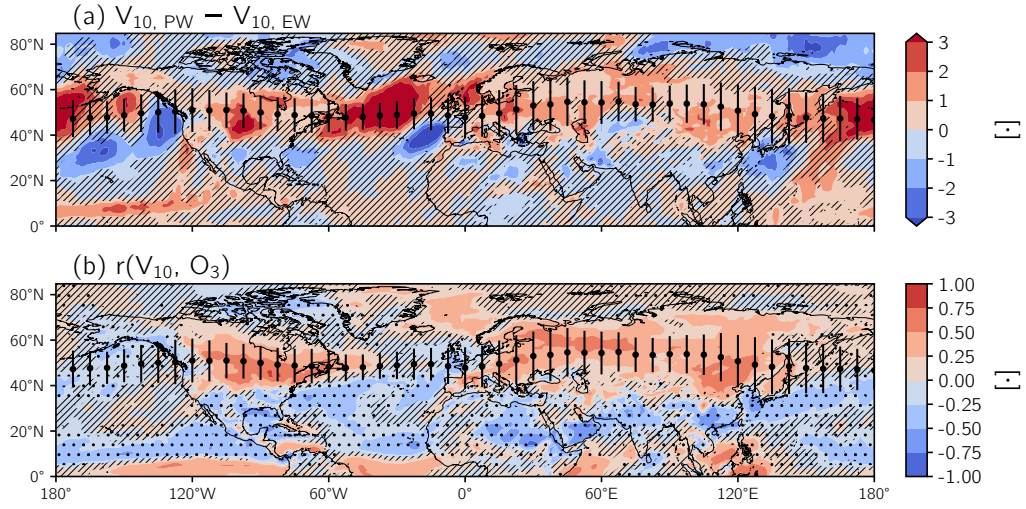 (a) V₁₀, PW − V₁₀, EW
80°N
60°N
40°N
20°N
0°
3
2
1
0
-1
-2
-3
[·]
(b) r(V₁₀, O₃)
80°N
60°N
40°N
20°N
0°
180°
120°W
60°W
0°
60°E
120°E
180°
1.00
0.75
0.50
0.25
0.00
-0.25
-0.50
-0.75
-1.00
[·]